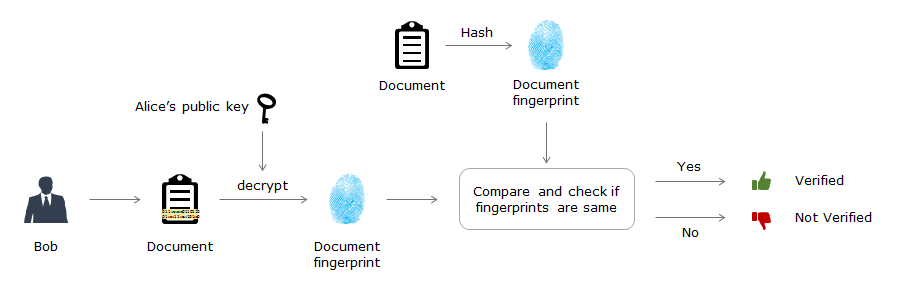 Hash
Document
Document
fingerprint
Alice's public key
decrypt
Bob
Document
Document
fingerprint
Compare and check if
fingerprints are same
Yes
No
Verified
Not Verified